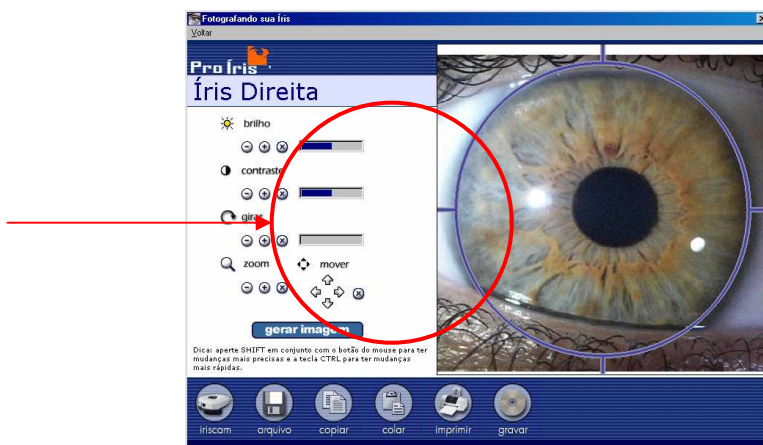 Fotografando sua Íris
Voltar
Pro Íris
Íris Direita
brilho
contraste
girar
zoom mover
gerar imagem
Dica: aperte SHIFT em conjunto com o botão do mouse para ter
mudanças mais precisas e a tecla CTRL para ter mudanças
mais rápidas.
iriscam arquivo copiar colar imprimir gravar